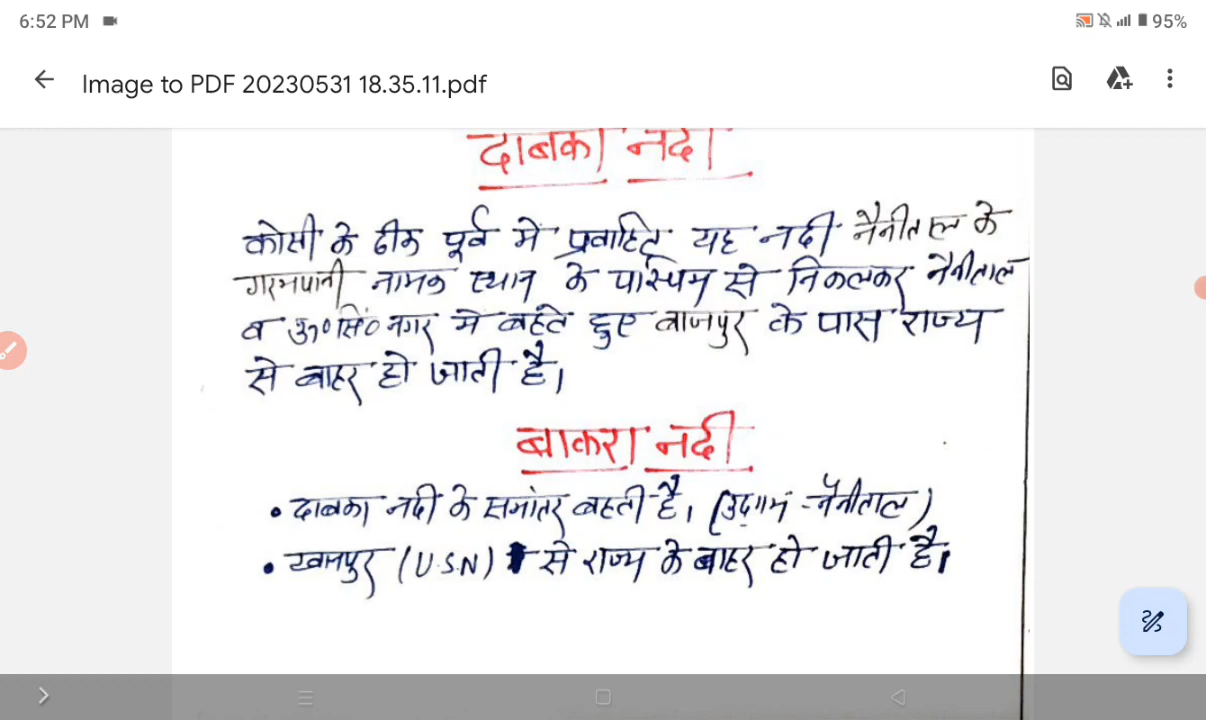 6:52 PM 95%
Image to PDF 20230531 18.35.11.pdf
दाबका नदी
कोसी के ठीक पूर्व में प्रवाहित यह नदी नैनीताल के
गरमपानी नामक स्थान के पश्चिम से निकलकर नैनीताल
व ऊ० सिं० नगर में बहते हुए बाजपुर के पास राज्य
से बाहर हो जाती है।
बाकरा नदी
• दाबका नदी के समांतर बहती है। (उद्गम - नैनीताल)
• खानपुर (U.S.N) से राज्य के बाहर हो जाती है।